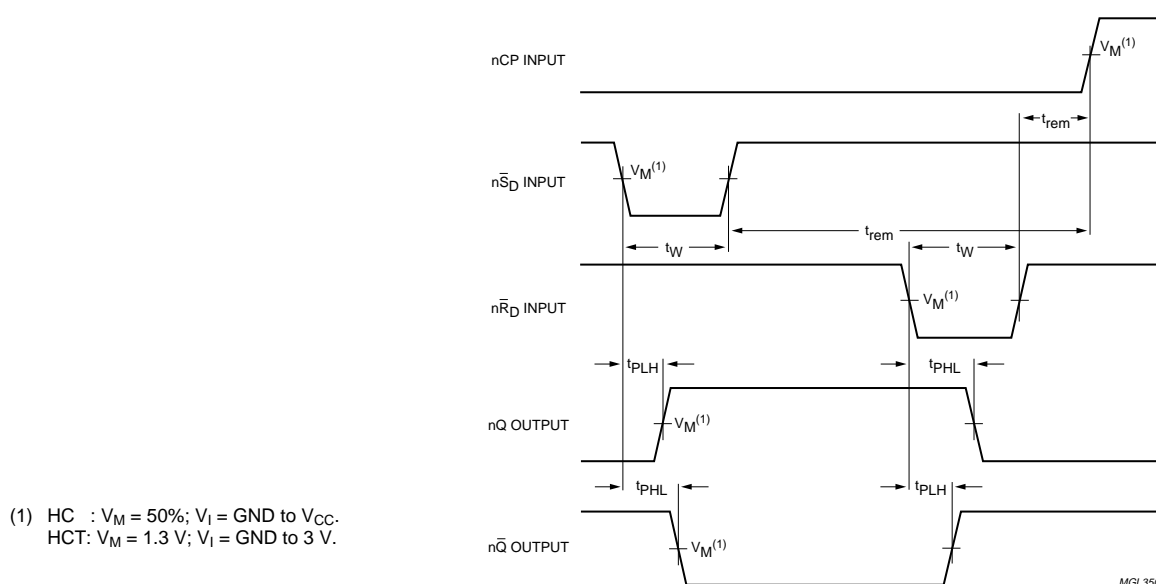 nCP INPUT
VM(1)
trem
nS̅D INPUT
VM(1)
tW
trem
tW
nR̅D INPUT
VM(1)
tPLH
tPHL
nQ OUTPUT
VM(1)
tPHL
tPLH
(1) HC : VM = 50%; VI = GND to VCC.
HCT: VM = 1.3 V; VI = GND to 3 V.
nQ̅ OUTPUT
VM(1)